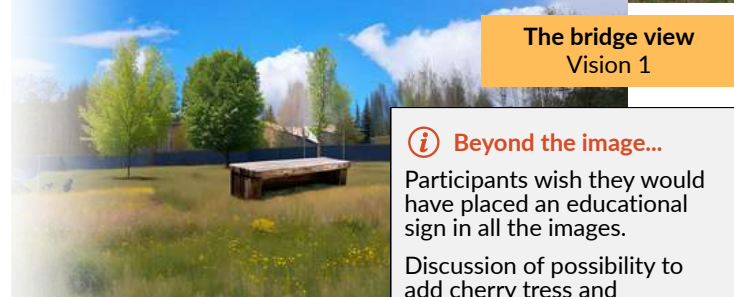 The bridge view
Vision 1
Beyond the image...
Participants wish they would
have placed an educational
sign in all the images.
Discussion of possibility to
add cherry tress and